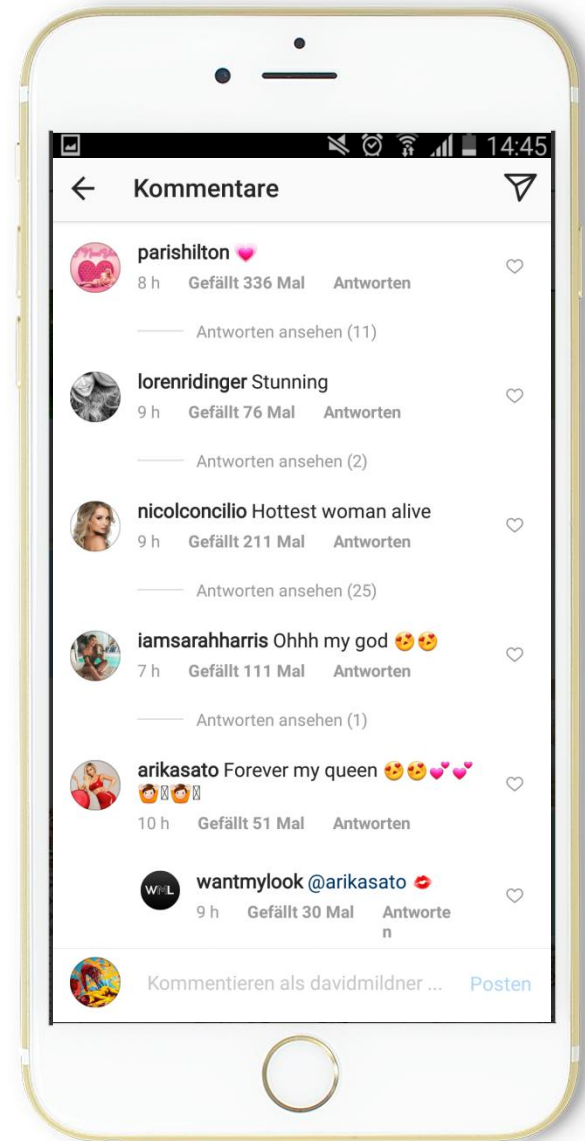 14:45
Kommentare
parishilton 💗
8 h Gefällt 336 Mal Antworten
Antworten ansehen (11)
lorenridinger Stunning
9 h Gefällt 76 Mal Antworten
Antworten ansehen (2)
nicolconcilio Hottest woman alive
9 h Gefällt 211 Mal Antworten
Antworten ansehen (25)
iamsarahharris Ohhh my god 😍😍
7 h Gefällt 111 Mal Antworten
Antworten ansehen (1)
arikasato Forever my queen 😍😍💕💕
🙆🙆
10 h Gefällt 51 Mal Antworten
WML
wantmylook @arikasato 💋
9 h Gefällt 30 Mal Antworte
n
Kommentieren als davidmildner ... Posten